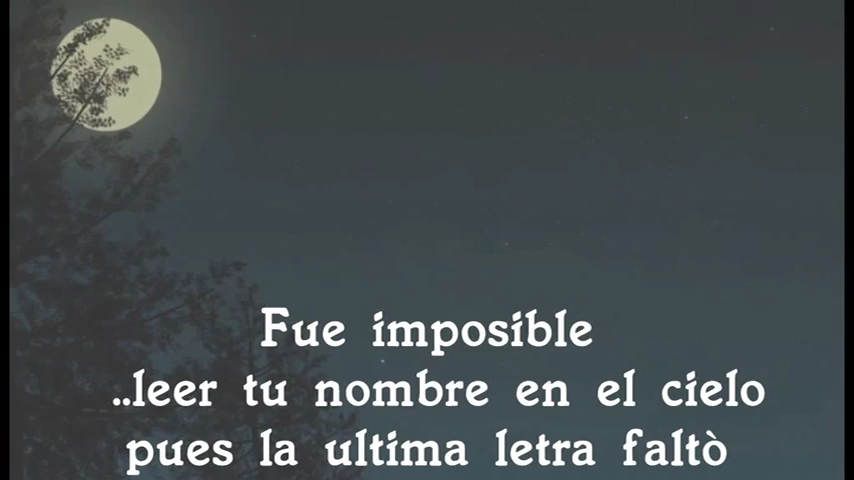 Fue imposible
..leer tu nombre en el cielo
pues la ultima letra faltò